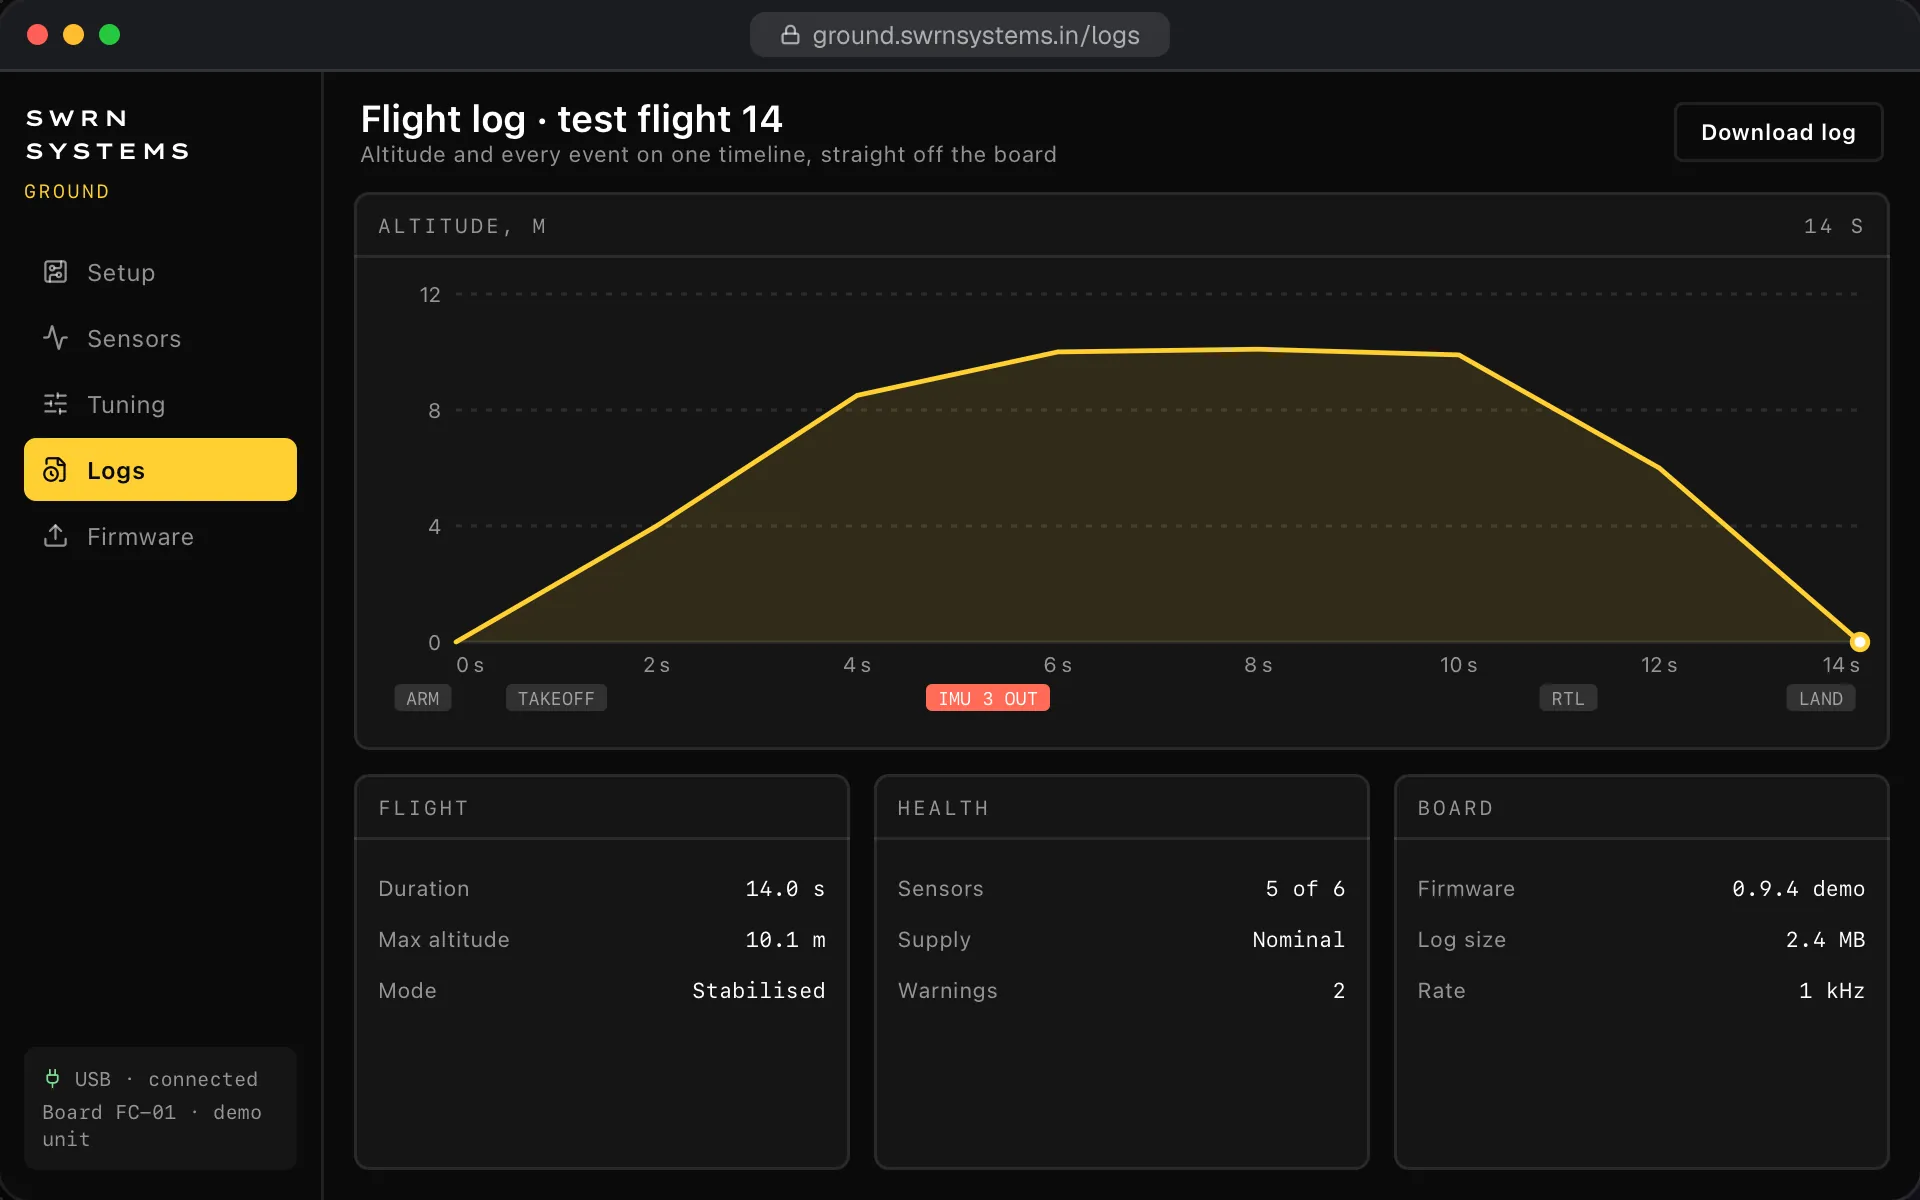 ground.swrnsystems.in/logs
SWRN
SYSTEMS
GROUND
Setup
Sensors
Tuning
Logs
Firmware
USB · connected
Board FC-01 · demo
unit
Flight log · test flight 14
Altitude and every event on one timeline, straight off the board
Download log
ALTITUDE, M
14 S
12
8
4
0
0 s 2 s 4 s 6 s 8 s 10 s 12 s 14 s
ARM TAKEOFF IMU 3 OUT RTL LAND
FLIGHT
Duration 14.0 s
Max altitude 10.1 m
Mode Stabilised
HEALTH
Sensors 5 of 6
Supply Nominal
Warnings 2
BOARD
Firmware 0.9.4 demo
Log size 2.4 MB
Rate 1 kHz